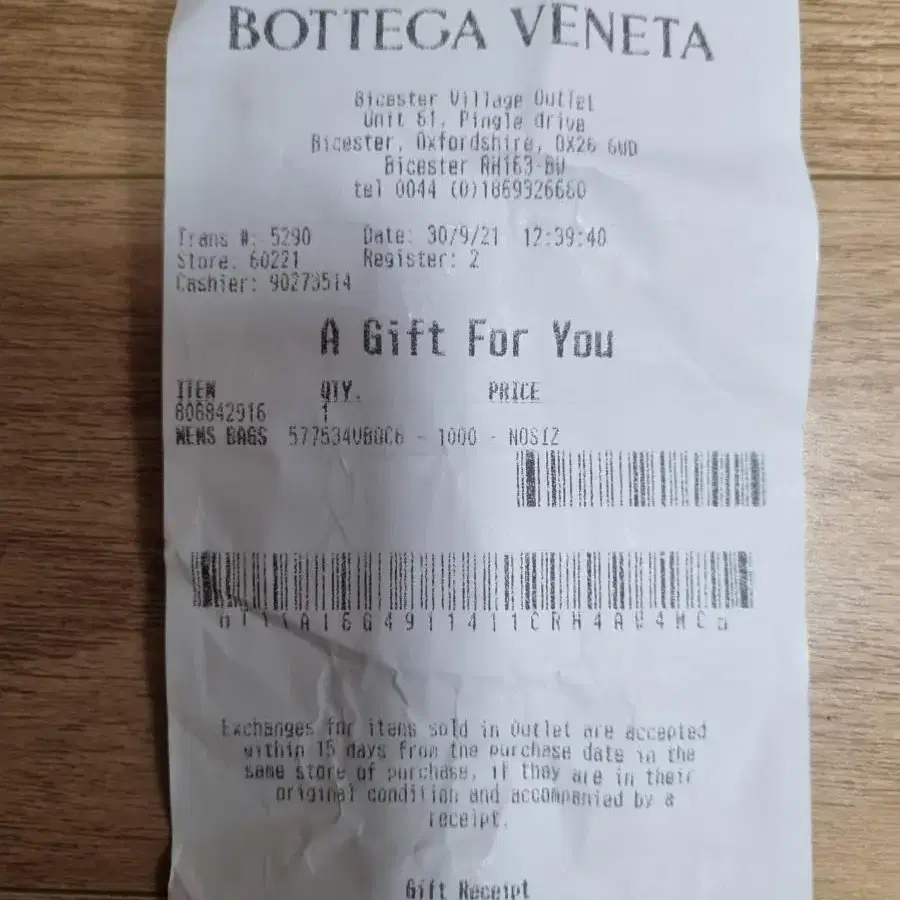 BOTTEGA VENETA
Bicester Village Outlet
Unit 61, Pingle drive
Bicester, Oxfordshire, OX26 6WD
Bicester RH163-BW
tel 0044 (0)1869326660
Trans #: 5290 Date: 30/9/21 12:39:40
Store: 60221 Register: 2
Cashier: 90273514
A Gift For You
ITEM QTY. PRICE
806842916 1
MENS BAGS - 1000 - NOSIZ
Exchanges for items sold in Outlet are accepted
within 15 days from the purchase date in the
same store of purchase, if they are in their
original condition and accompanied by a
receipt.
Gift Receipt